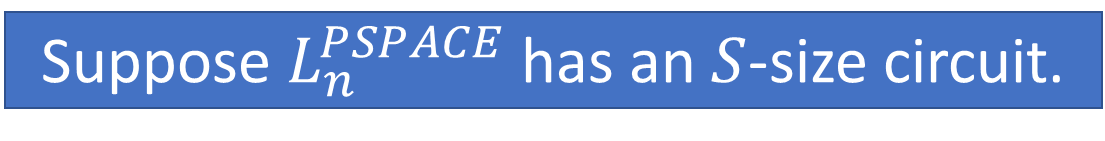 Suppose $L_n^{PSPACE}$ has an $S$-size circuit.